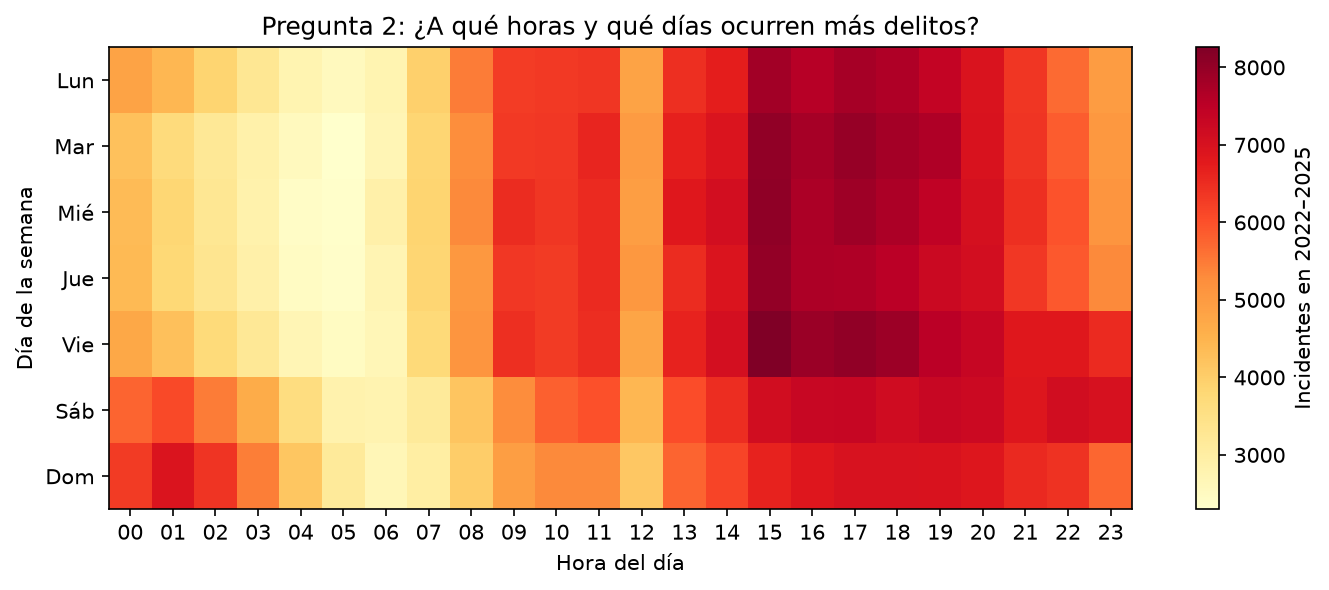 Pregunta 2: ¿A qué horas y qué días ocurren más delitos?
Día de la semana
Lun
Mar
Mié
Jue
Vie
Sáb
Dom
00 01 02 03 04 05 06 07 08 09 10 11 12 13 14 15 16 17 18 19 20 21 22 23
Hora del día
8000
7000
6000
5000
4000
3000
Incidentes en 2022–2025